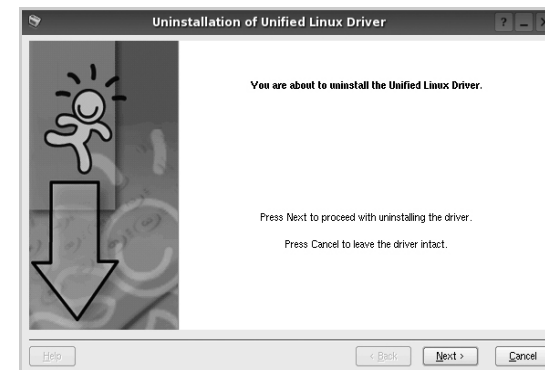 Uninstallation of Unified Linux Driver
You are about to uninstall the Unified Linux Driver.
Press Next to proceed with uninstalling the driver.
Press Cancel to leave the driver intact.
Help
< Back
Next >
Cancel